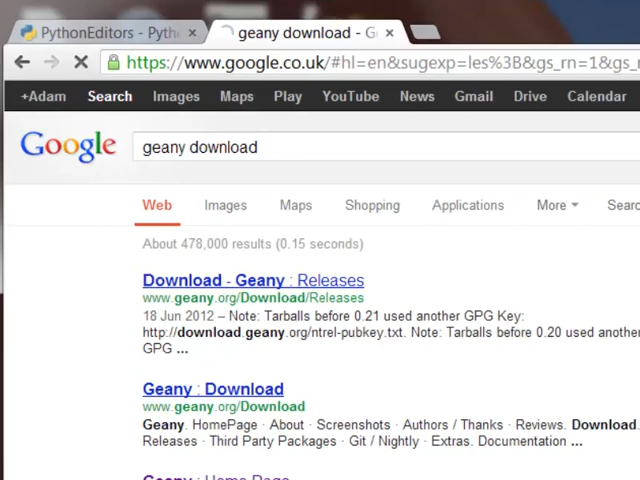 PythonEditors - Pyth
geany download - G
https://www.google.co.uk/#hl=en&sugexp=les%3B&gs_rn=1&gs_
+Adam Search Images Maps Play YouTube News Gmail Drive Calendar
Google geany download
Web Images Maps Shopping Applications More Searc
About 478,000 results (0.15 seconds)
Download - Geany : Releases
www.geany.org/Download/Releases
18 Jun 2012 – Note: Tarballs before 0.21 used another GPG Key:
http://download.geany.org/ntrel-pubkey.txt. Note: Tarballs before 0.20 used anothe
GPG ...
Geany : Download
www.geany.org/Download
Geany. HomePage · About · Screenshots · Authors / Thanks · Reviews. Download.
Releases · Third Party Packages · Git / Nightly · Extras. Documentation ...
Geany : Home Page